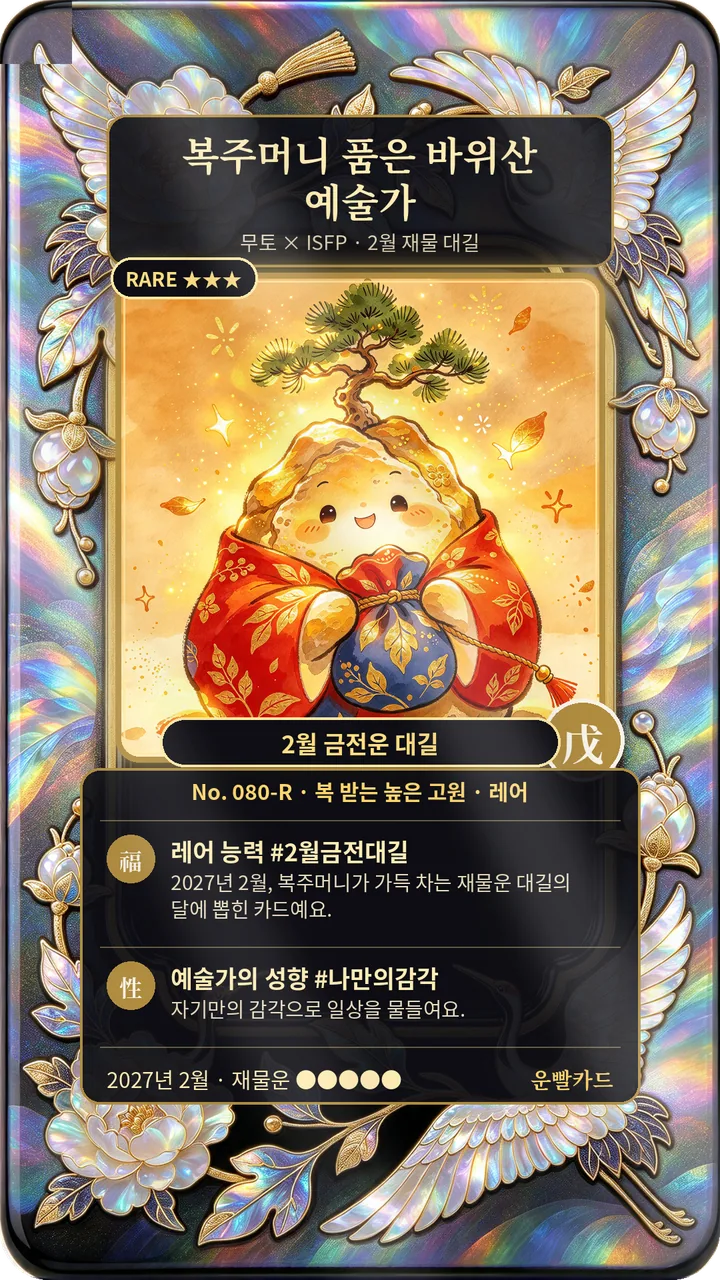 복주머니 품은 바위산
예술가
무토 × ISFP · 2월 재물 대길
RARE ★★★
2월 금전운 대길
戊
No. 080-R · 복 받는 높은 고원 · 레어
福
레어 능력 #2월금전대길
2027년 2월, 복주머니가 가득 차는 재물운 대길의
달에 뽑힌 카드예요.
性
예술가의 성향 #나만의감각
자기만의 감각으로 일상을 물들여요.
2027년 2월 · 재물운 ●●●●●
운빨카드